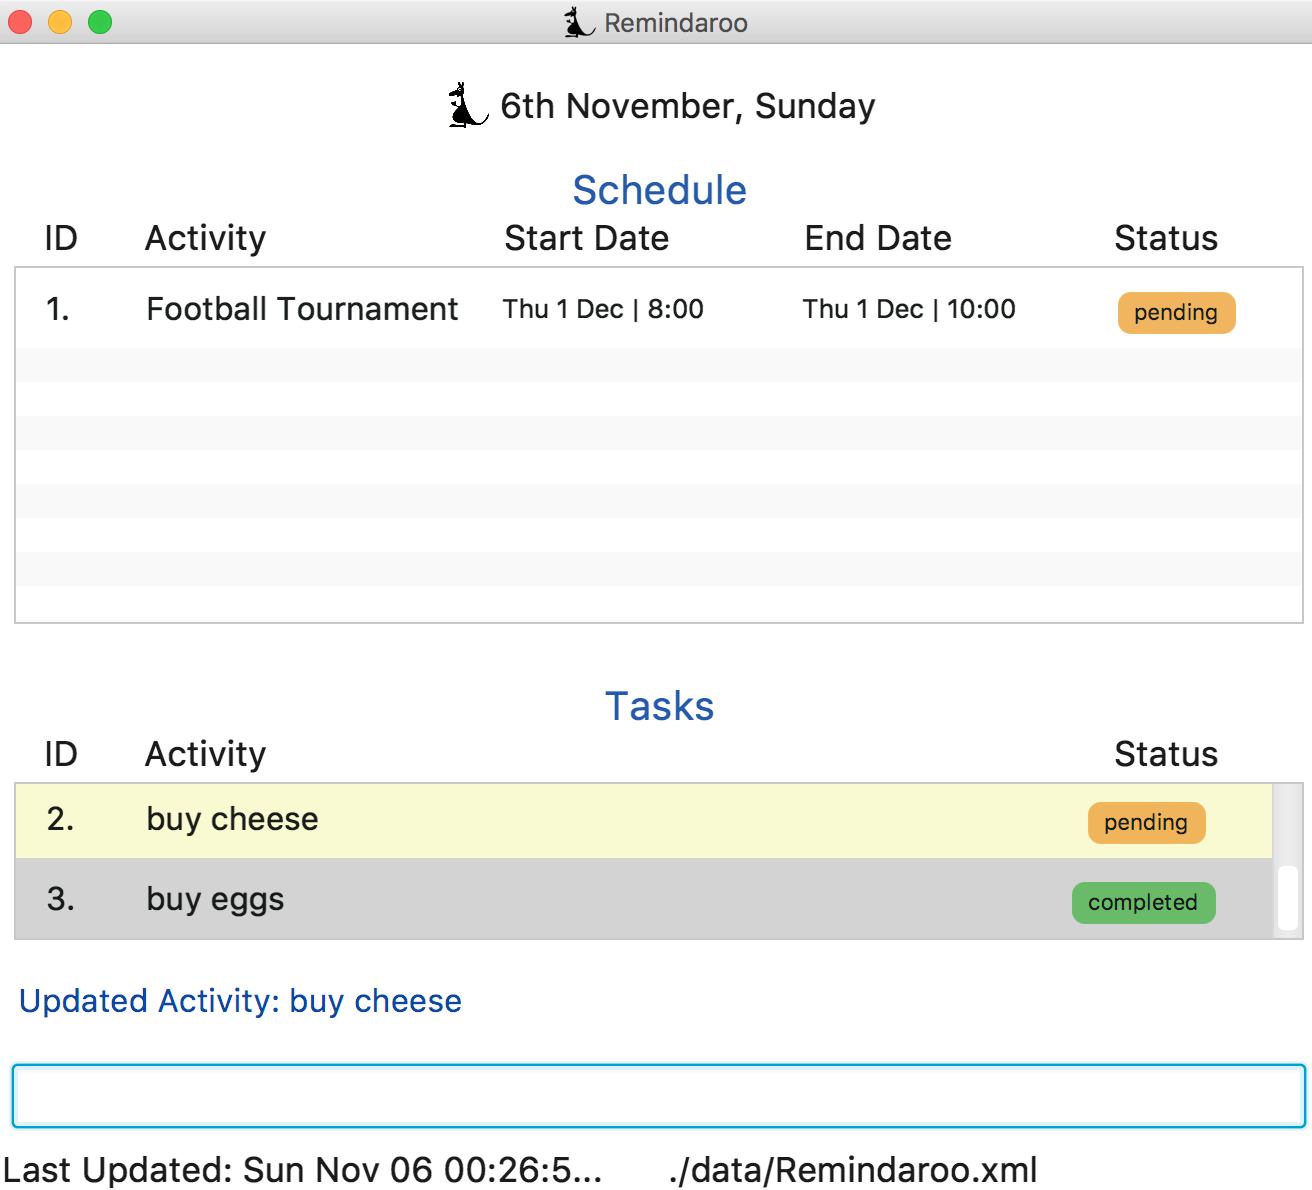 Remindaroo
6th November, Sunday
Schedule
ID Activity Start Date End Date Status
1. Football Tournament Thu 1 Dec | 8:00 Thu 1 Dec | 10:00 pending
Tasks
ID Activity Status
2. buy cheese pending
3. buy eggs completed
Updated Activity: buy cheese
Last Updated: Sun Nov 06 00:26:5... ./data/Remindaroo.xml